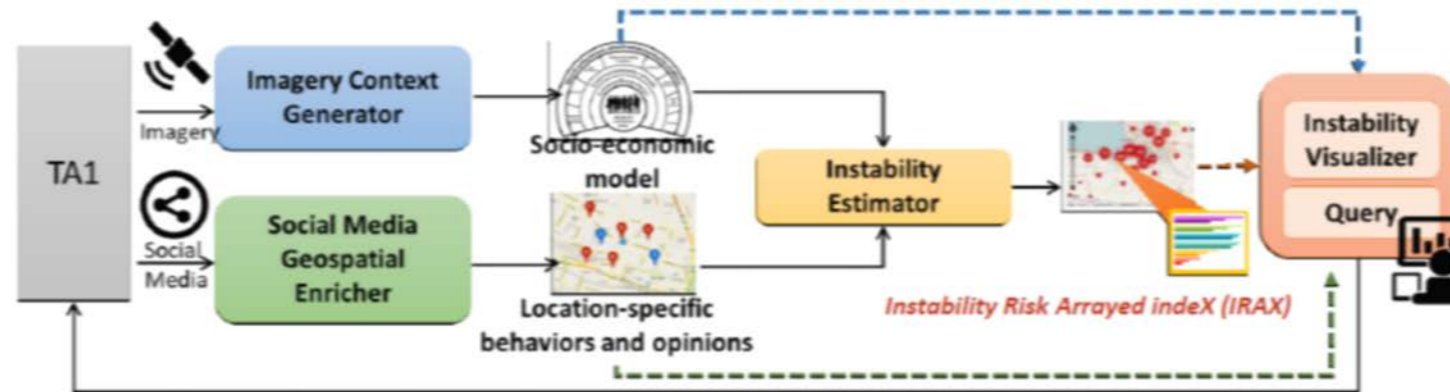 TA1
Imagery
Imagery Context
Generator
Socio-economic
model
Social
Media
Social Media
Geospatial
Enricher
Location-specific
behaviors and opinions
Instability
Estimator
Instability Risk Arrayed indeX (IRAX)
Instability
Visualizer
Query